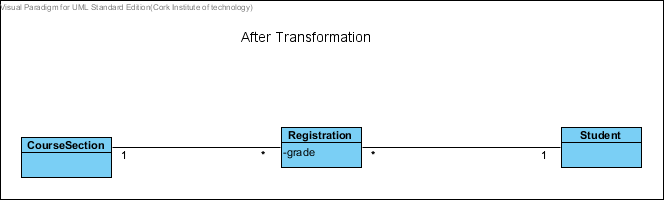 Visual Paradigm for UML Standard Edition(Cork Institute of technology)
After Transformation
CourseSection
1
*
Registration
-grade
*
1
Student